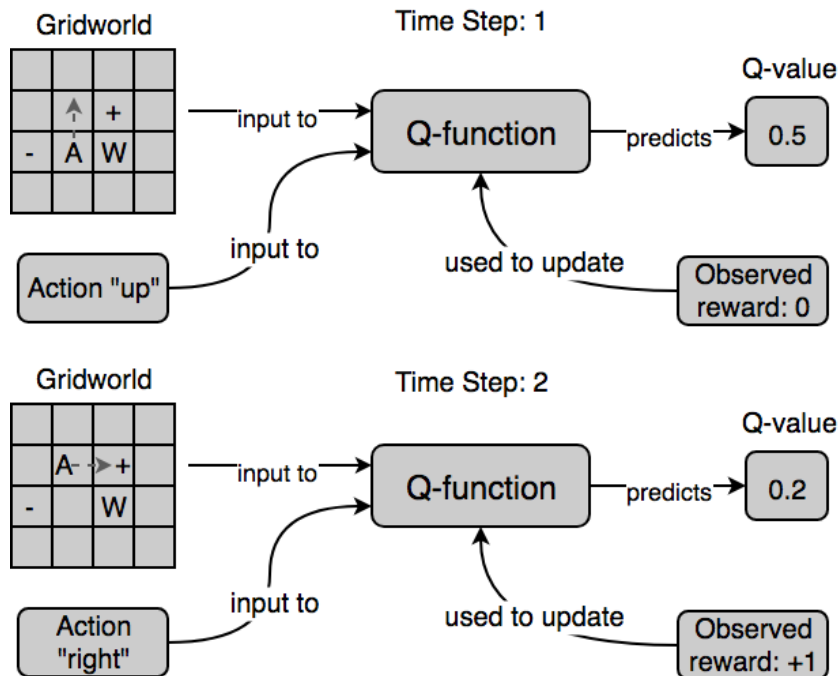 Gridworld
Time Step: 1
Q-value
+
- A W
input to
Q-function
predicts
0.5
input to
Action "up"
used to update
Observed
reward: 0
Gridworld
Time Step: 2
Q-value
A +
- W
input to
Q-function
predicts
0.2
input to
Action
"right"
used to update
Observed
reward: +1